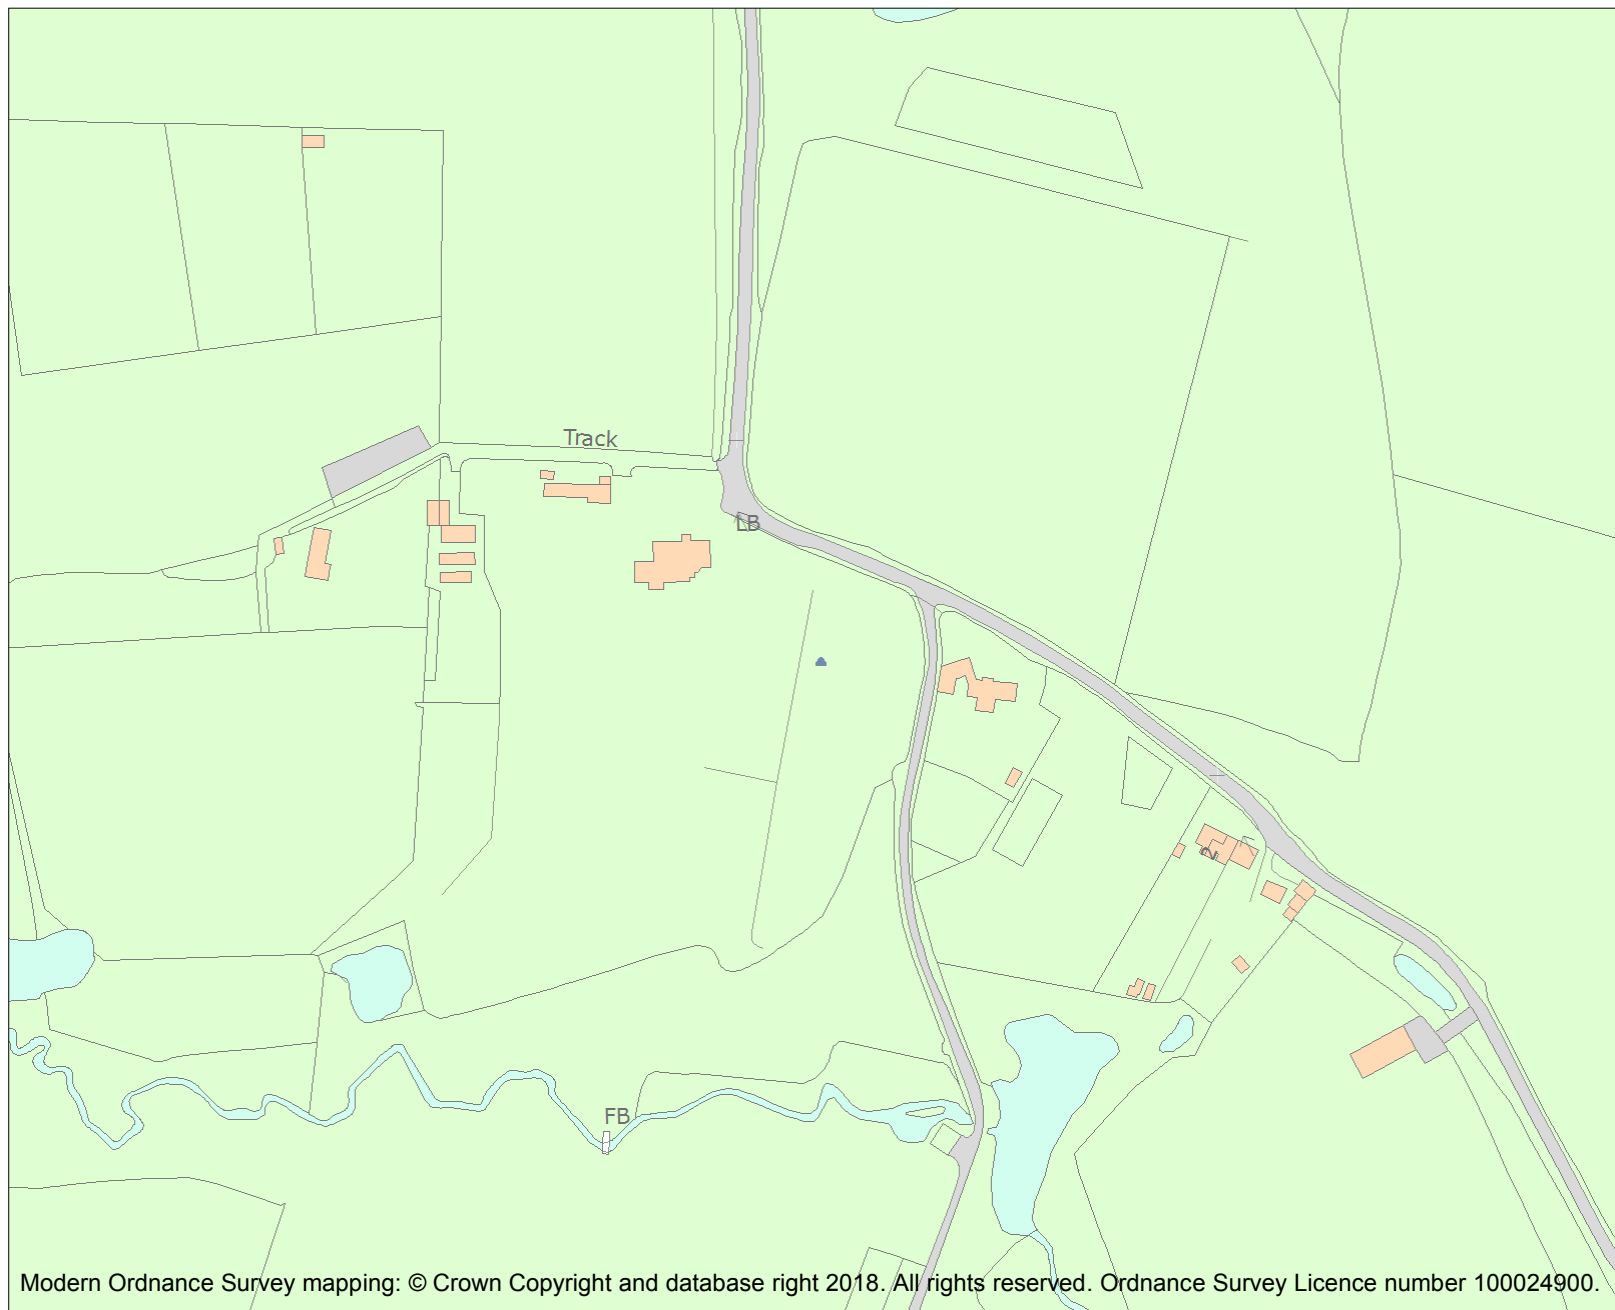 Track
LB
2
FB
Modern Ordnance Survey mapping: © Crown Copyright and database right 2018. All rights reserved. Ordnance Survey Licence number 100024900.